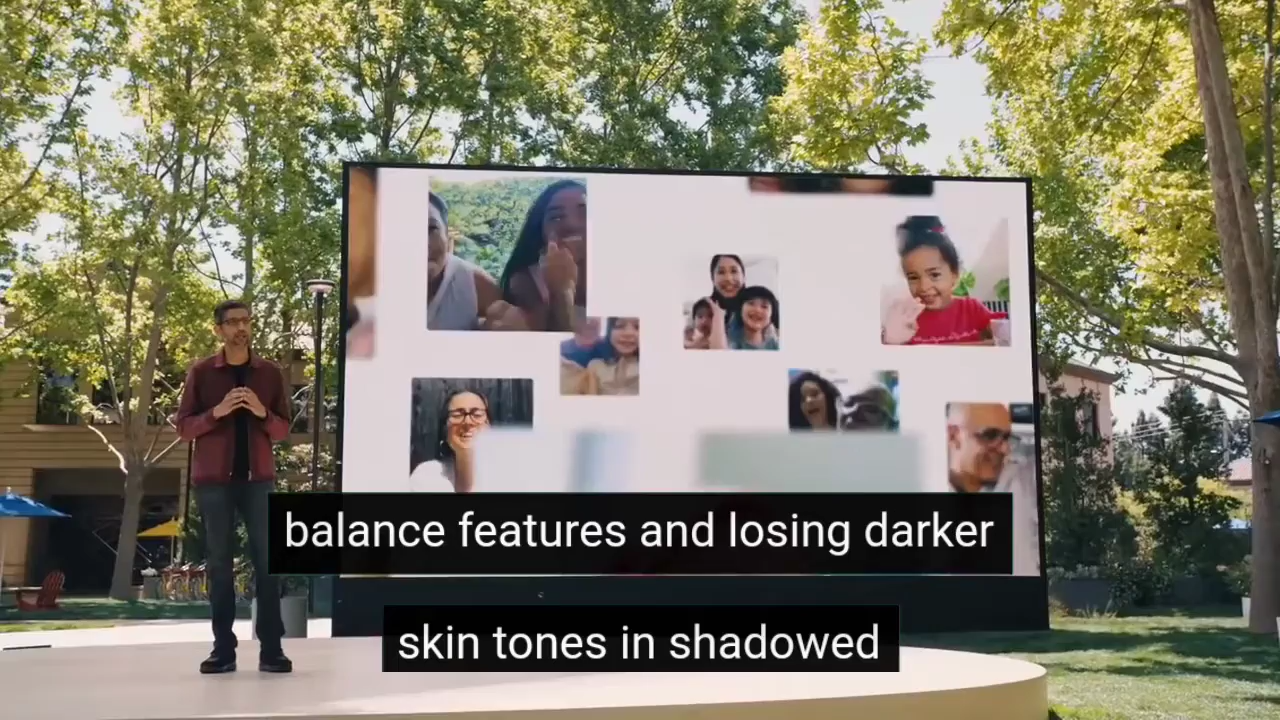 balance features and losing darker
skin tones in shadowed